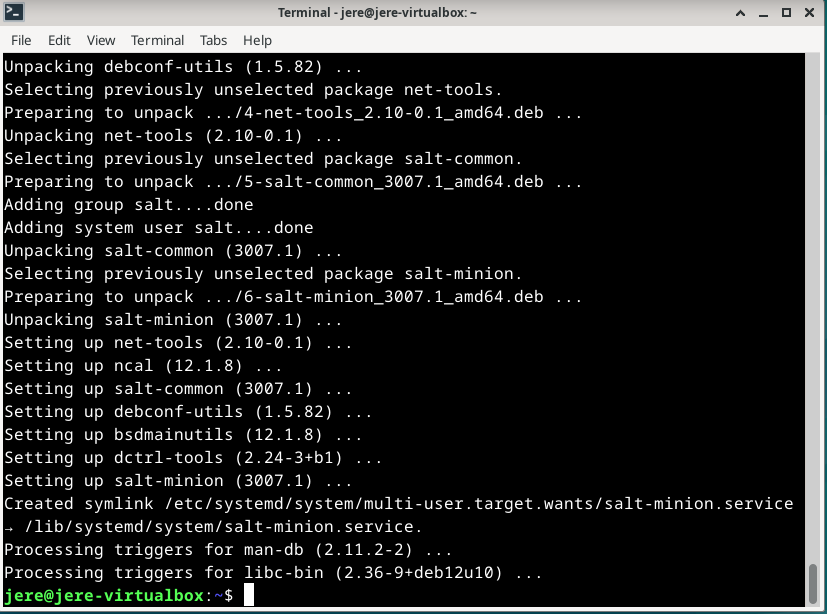 Terminal - jere@jere-virtualbox: ~
File Edit View Terminal Tabs Help
Unpacking debconf-utils (1.5.82) ...
Selecting previously unselected package net-tools.
Preparing to unpack .../4-net-tools_2.10-0.1_amd64.deb ...
Unpacking net-tools (2.10-0.1) ...
Selecting previously unselected package salt-common.
Preparing to unpack .../5-salt-common_3007.1_amd64.deb ...
Adding group salt....done
Adding system user salt....done
Unpacking salt-common (3007.1) ...
Selecting previously unselected package salt-minion.
Preparing to unpack .../6-salt-minion_3007.1_amd64.deb ...
Unpacking salt-minion (3007.1) ...
Setting up net-tools (2.10-0.1) ...
Setting up ncal (12.1.8) ...
Setting up salt-common (3007.1) ...
Setting up debconf-utils (1.5.82) ...
Setting up bsdmainutils (12.1.8) ...
Setting up dctrl-tools (2.24-3+b1) ...
Setting up salt-minion (3007.1) ...
Created symlink /etc/systemd/system/multi-user.target.wants/salt-minion.service
→ /lib/systemd/system/salt-minion.service.
Processing triggers for man-db (2.11.2-2) ...
Processing triggers for libc-bin (2.36-9+deb12u10) ...
jere@jere-virtualbox:~$